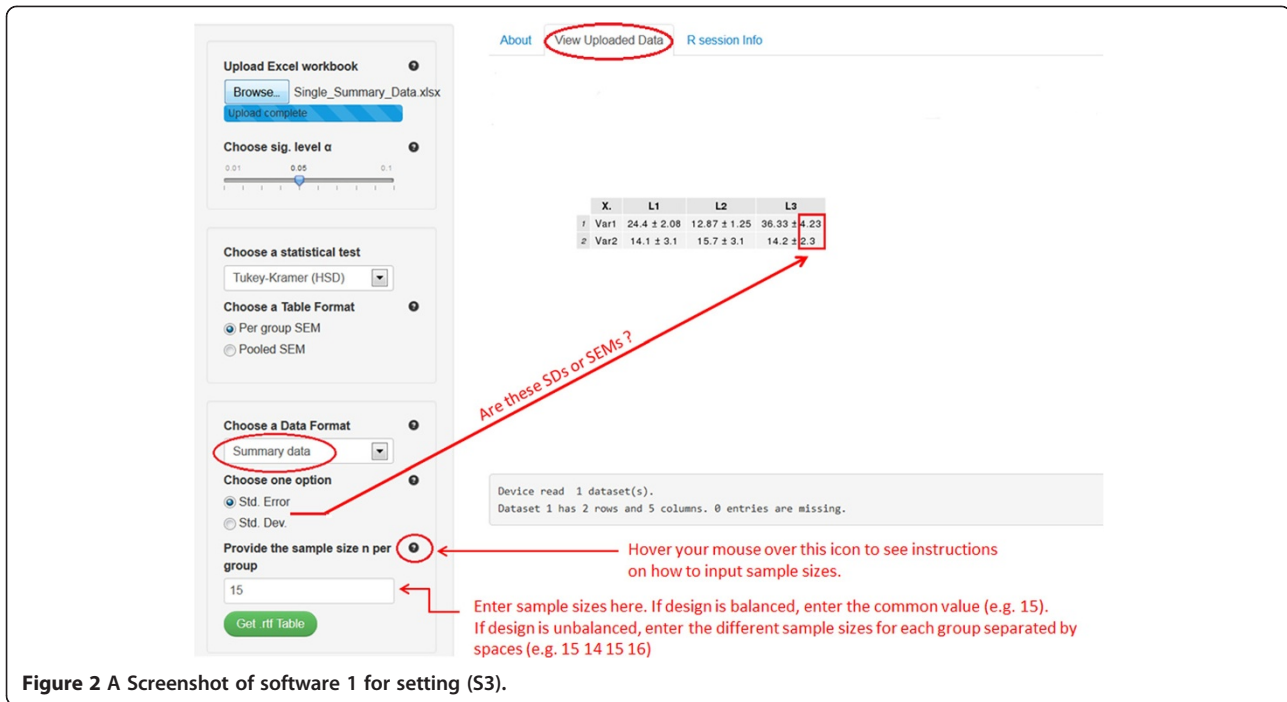 About View Uploaded Data R session Info
Upload Excel workbook
Browse... Single_Summary_Data.xlsx
Upload complete
Choose sig. level α
0.01 0.05 0.1
X. L1 L2 L3
1 Var1 24.4 ± 2.08 12.87 ± 1.25 36.33 ± 4.23
2 Var2 14.1 ± 3.1 15.7 ± 3.1 14.2 ± 2.3
Choose a statistical test
Tukey-Kramer (HSD)
Choose a Table Format
Per group SEM
Pooled SEM
Are these SDs or SEMs ?
Choose a Data Format
Summary data
Choose one option
Std. Error
Std. Dev.
Device read 1 dataset(s).
Dataset 1 has 2 rows and 5 columns. 0 entries are missing.
Provide the sample size n per
group
15
Get .rtf Table
Hover your mouse over this icon to see instructions
on how to input sample sizes.
Enter sample sizes here. If design is balanced, enter the common value (e.g. 15).
If design is unbalanced, enter the different sample sizes for each group separated by
spaces (e.g. 15 14 15 16)
Figure 2 A Screenshot of software 1 for setting (S3).